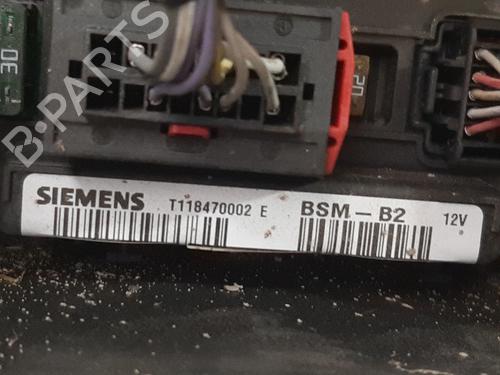 30
20
SIEMENS T118470002 E BSM - B2 12V
B-PARTS